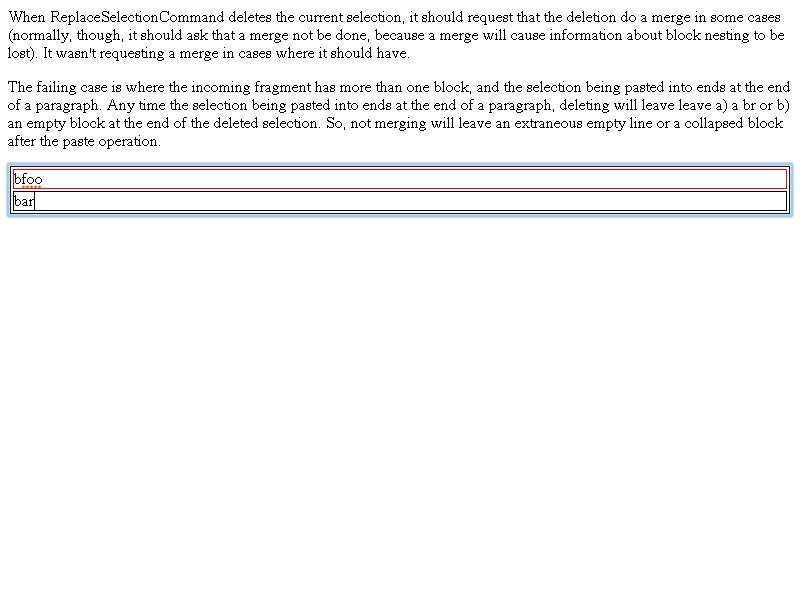 When ReplaceSelectionCommand deletes the current selection, it should request that the deletion do a merge in some cases
(normally, though, it should ask that a merge not be done, because a merge will cause information about block nesting to be
lost). It wasn't requesting a merge in cases where it should have.
The failing case is where the incoming fragment has more than one block, and the selection being pasted into ends at the end
of a paragraph. Any time the selection being pasted into ends at the end of a paragraph, deleting will leave leave a) a br or b)
an empty block at the end of the deleted selection. So, not merging will leave an extraneous empty line or a collapsed block
after the paste operation.
bfoo
bar